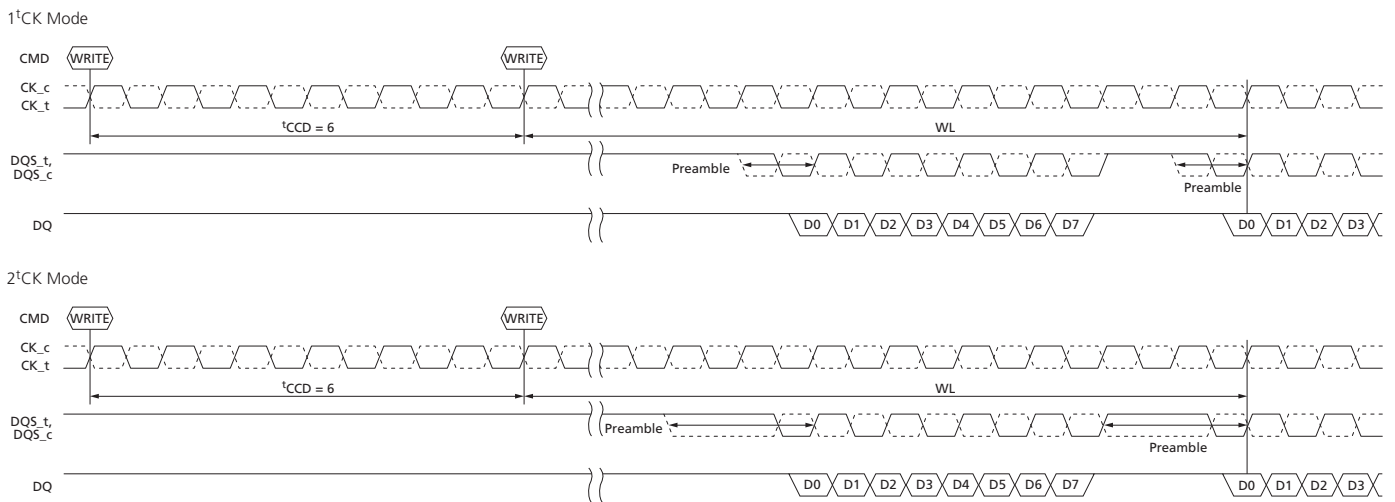 1tCK Mode
CMD WRITE WRITE
CK_c
CK_t
tCCD = 6 WL
DQS_t,
DQS_c
Preamble Preamble
DQ D0 D1 D2 D3 D4 D5 D6 D7 D0 D1 D2 D3
2tCK Mode
CMD WRITE WRITE
CK_c
CK_t
tCCD = 6 WL
DQS_t,
DQS_c
Preamble Preamble
DQ D0 D1 D2 D3 D4 D5 D6 D7 D0 D1 D2 D3